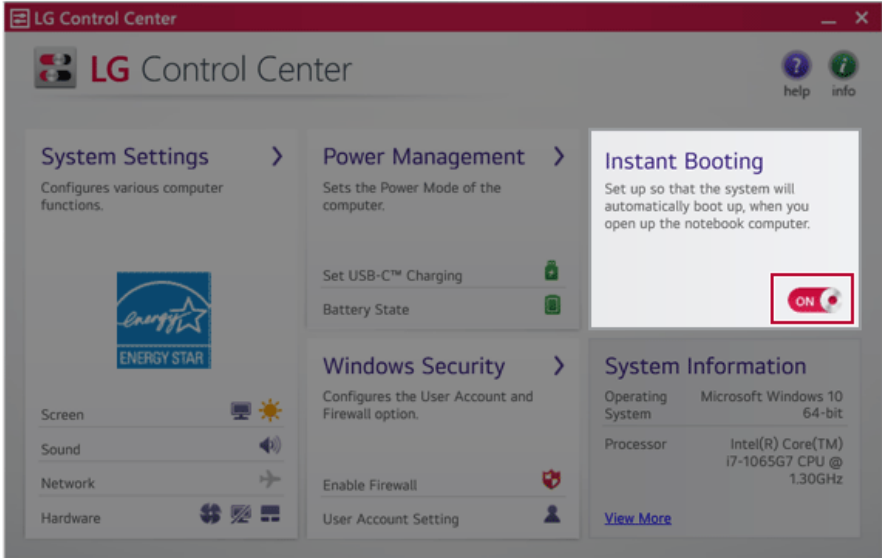 LG Control Center
LG Control Center
help
info
System Settings
Configures various computer
functions.
energy
ENERGY STAR
Screen
Sound
Network
Hardware
Power Management
Sets the Power Mode of the
computer.
Set USB-C™ Charging
Battery State
Windows Security
Configures the User Account and
Firewall option.
Enable Firewall
User Account Setting
Instant Booting
Set up so that the system will
automatically boot up, when you
open up the notebook computer.
ON
System Information
Operating System
Microsoft Windows 10
64-bit
Processor
Intel(R) Core(TM)
i7-1065G7 CPU @
1.30GHz
View More